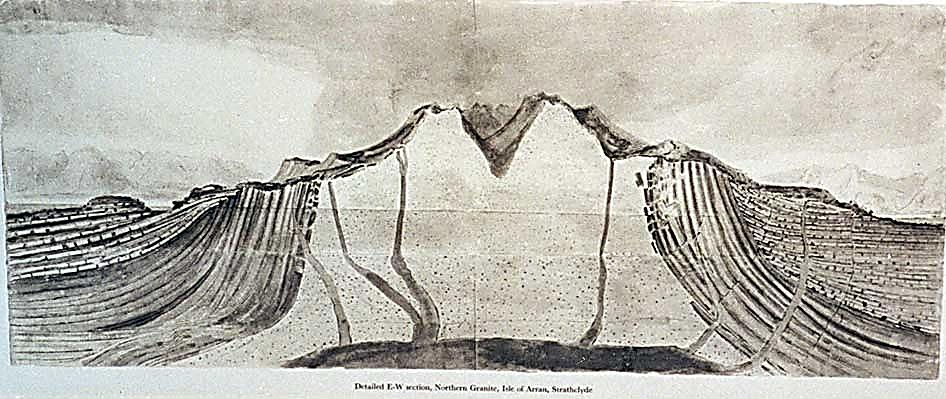 Detailed E-W section, Northern Granite, Isle of Arran, Strathclyde